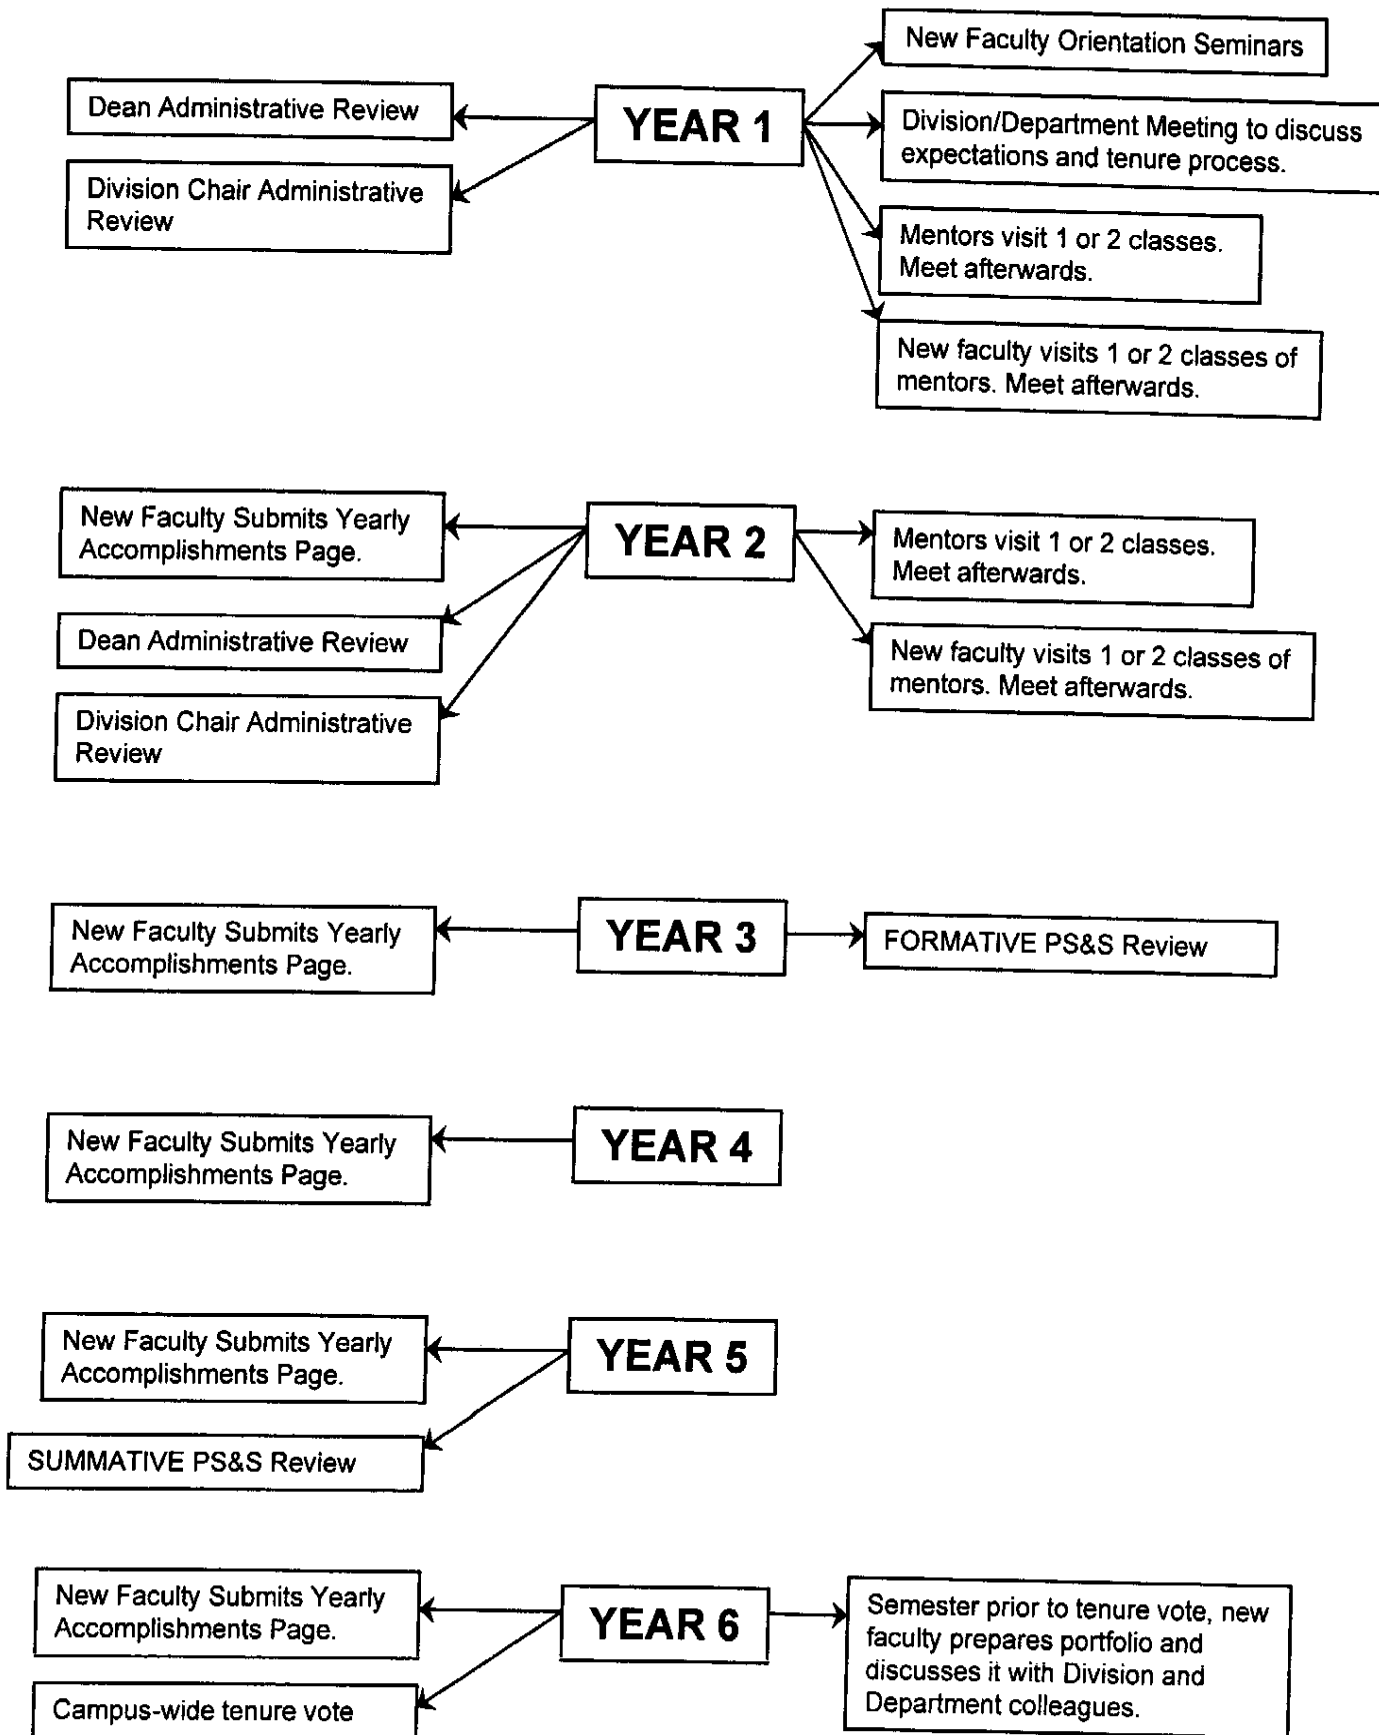 New Faculty Orientation Seminars
Dean Administrative Review
YEAR 1
Division/Department Meeting to discuss
expectations and tenure process.
Division Chair Administrative
Review
Mentors visit 1 or 2 classes.
Meet afterwards.
New faculty visits 1 or 2 classes of
mentors. Meet afterwards.
New Faculty Submits Yearly
Accomplishments Page.
YEAR 2
Mentors visit 1 or 2 classes.
Meet afterwards.
Dean Administrative Review
New faculty visits 1 or 2 classes of
mentors. Meet afterwards.
Division Chair Administrative
Review
New Faculty Submits Yearly
Accomplishments Page.
YEAR 3
FORMATIVE PS&S Review
New Faculty Submits Yearly
Accomplishments Page.
YEAR 4
New Faculty Submits Yearly
Accomplishments Page.
YEAR 5
SUMMATIVE PS&S Review
New Faculty Submits Yearly
Accomplishments Page.
YEAR 6
Semester prior to tenure vote, new
faculty prepares portfolio and
discusses it with Division and
Department colleagues.
Campus-wide tenure vote